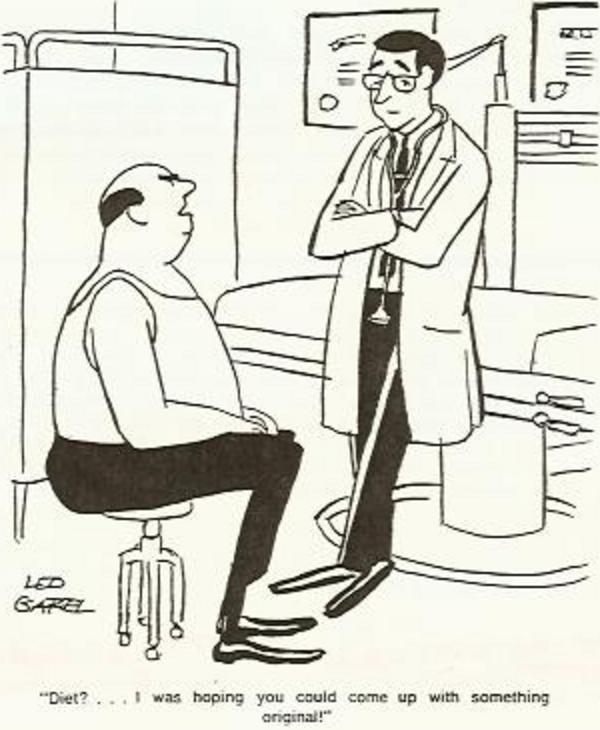 LEO
GAREL
"Diet? . . . I was hoping you could come up with something
original!"